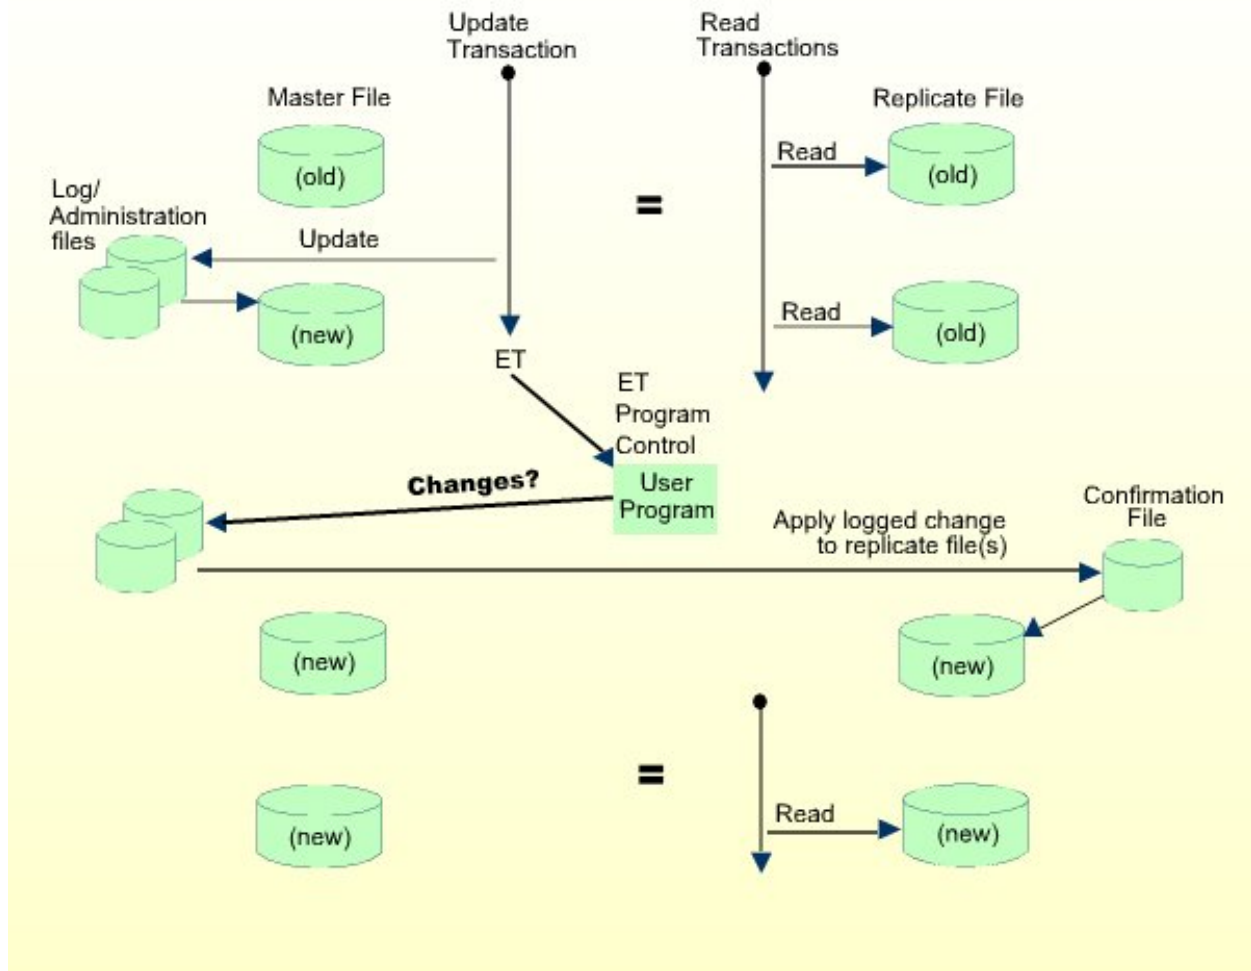 Update
Transaction
Read
Transactions
Master File
Replicate File
(old)
Read
(old)
=
Log/
Administration
files
Update
(new)
Read
(old)
ET
ET
Program
Control
User
Program
Changes?
Confirmation
File
Apply logged change
to replicate file(s)
(new)
(new)
=
(new)
Read
(new)